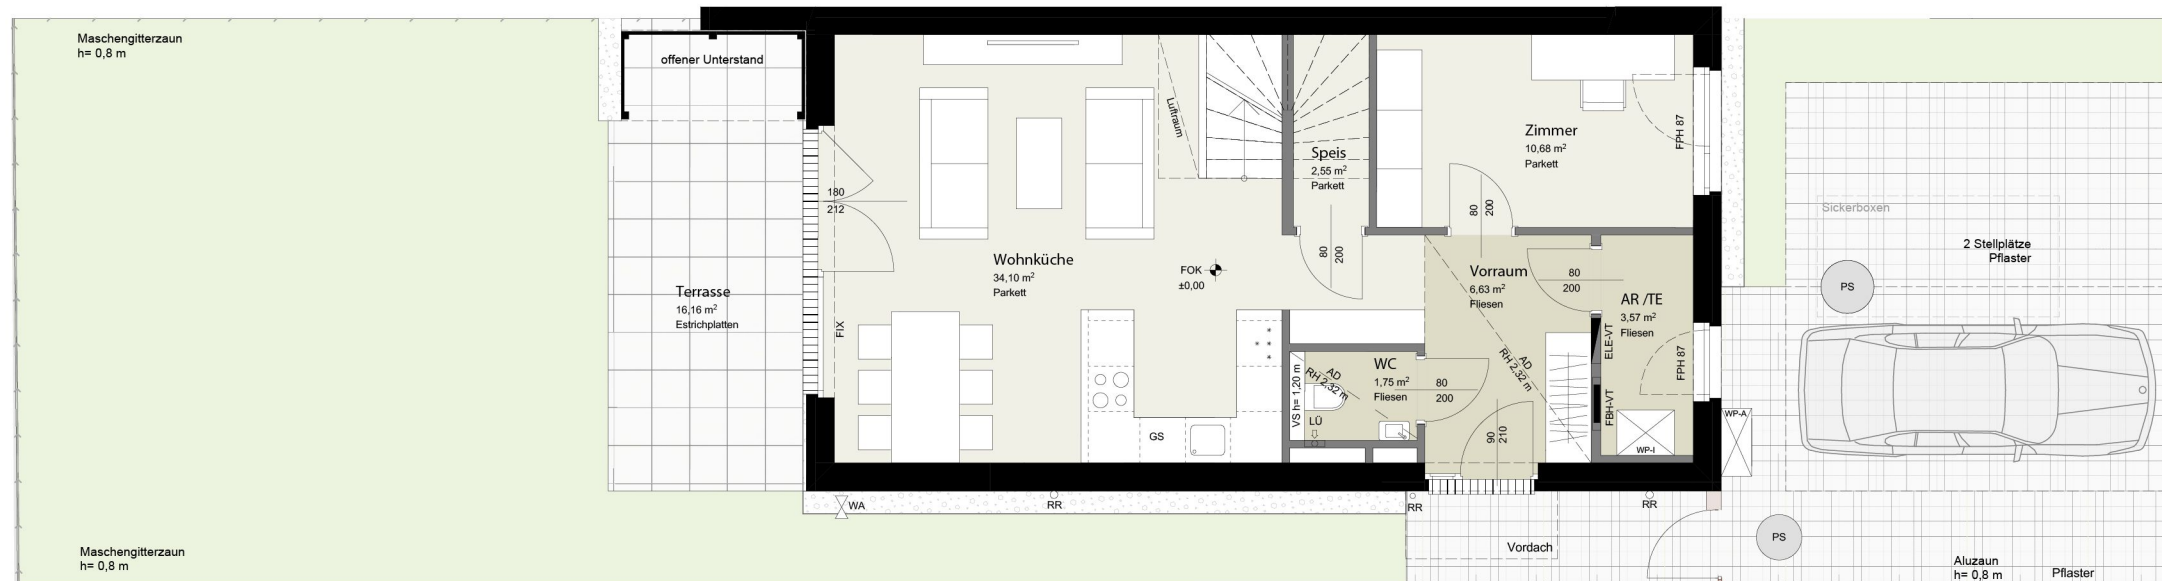 Maschengitterzaun
h= 0,8 m
offener Unterstand
Luftraum
Speis
2,55 m²
Parkett
80
200
Zimmer
10,68 m²
Parkett
80
200
FPH 87
180
212
Wohnküche
34,10 m²
Parkett
FOK
±0,00
FIX
Terrasse
16,16 m²
Estrichplatten
Vorraum
6,63 m²
Fliesen
80
200
AD
RH 2,32 m
AR /TE
3,57 m²
Fliesen
ELE-VT
FBH-VT
FPH 87
WP-I
WP-A
WC
1,75 m²
Fliesen
AD
RH 2,32 m
VS h= 1,20 m
LÜ
80
200
90
210
GS
Sickerboxen
2 Stellplätze
Pflaster
PS
WA
RR
RR
RR
Vordach
PS
Maschengitterzaun
h= 0,8 m
Aluzaun
h= 0,8 m
Pflaster